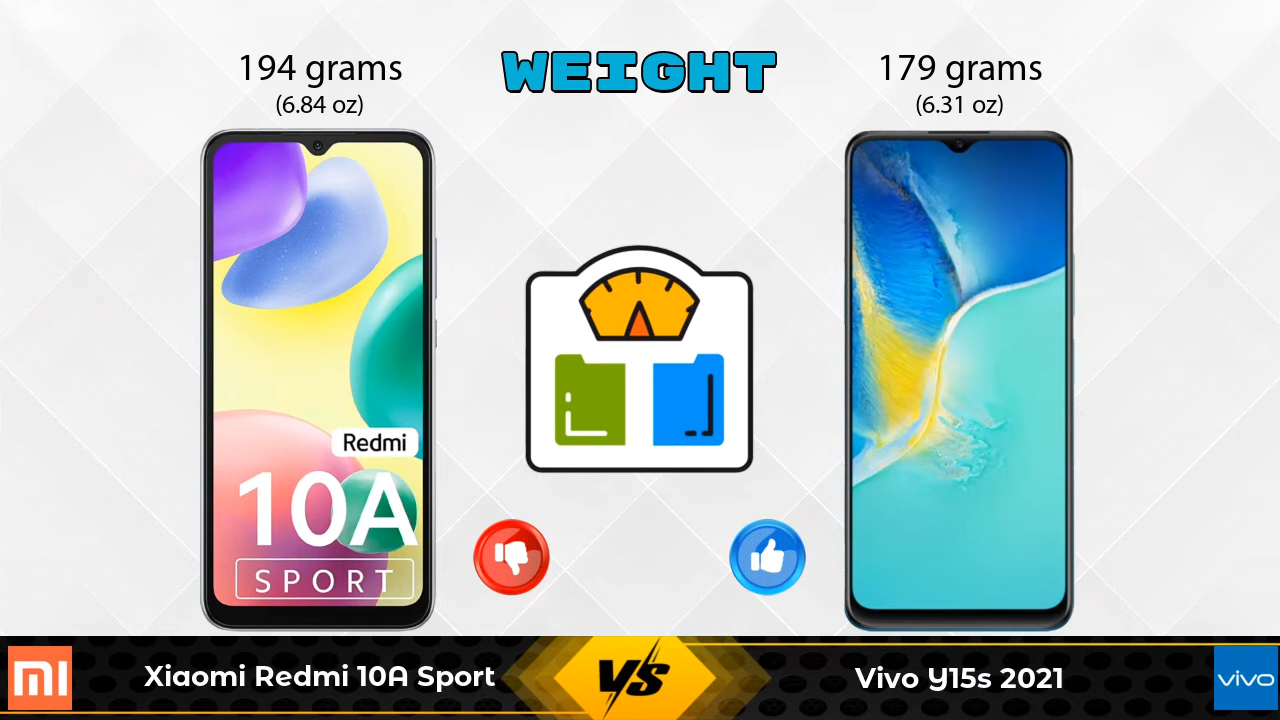 194 grams
(6.84 oz)
WEIGHT
179 grams
(6.31 oz)
Redmi
10A
SPORT
MI
Xiaomi Redmi 10A Sport
VS
Vivo Y15s 2021
vivo